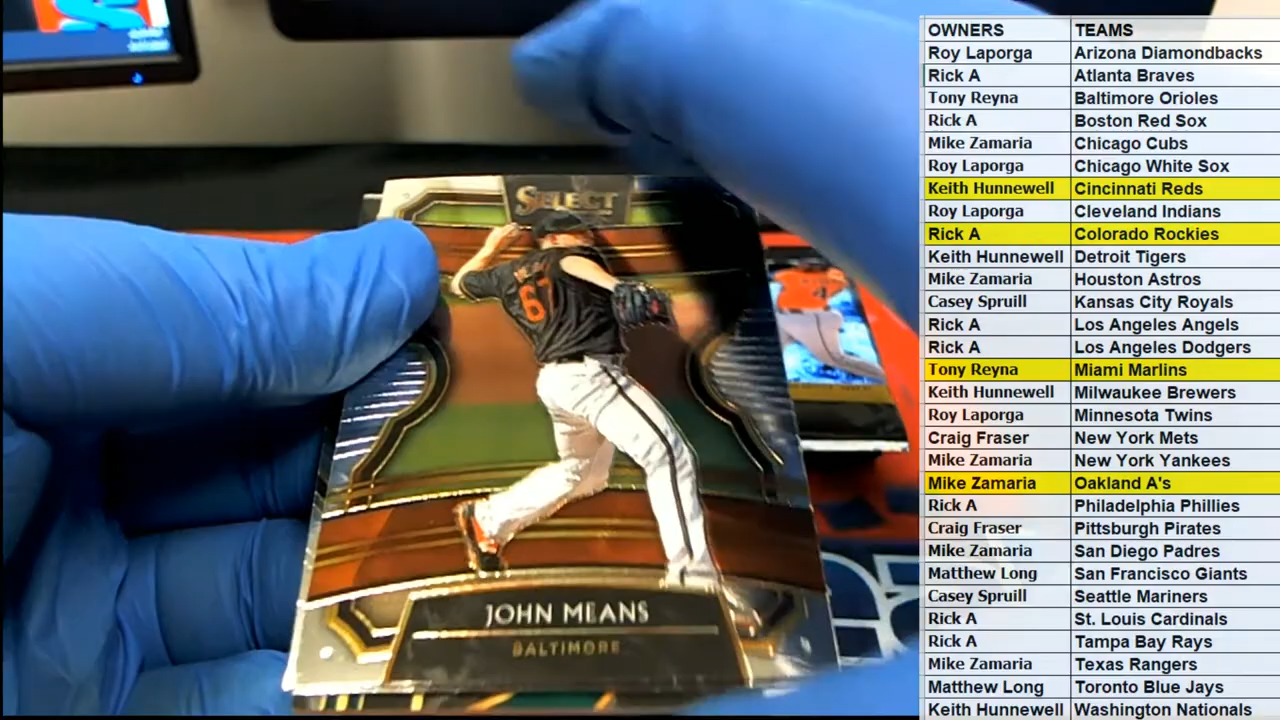 SELECT
67
JOHN MEANS
BALTIMORE
OWNERS TEAMS
Roy Laporga Arizona Diamondbacks
Rick A Atlanta Braves
Tony Reyna Baltimore Orioles
Rick A Boston Red Sox
Mike Zamaria Chicago Cubs
Roy Laporga Chicago White Sox
Keith Hunnewell Cincinnati Reds
Roy Laporga Cleveland Indians
Rick A Colorado Rockies
Keith Hunnewell Detroit Tigers
Mike Zamaria Houston Astros
Casey Spruill Kansas City Royals
Rick A Los Angeles Angels
Rick A Los Angeles Dodgers
Tony Reyna Miami Marlins
Keith Hunnewell Milwaukee Brewers
Roy Laporga Minnesota Twins
Craig Fraser New York Mets
Mike Zamaria New York Yankees
Mike Zamaria Oakland A's
Rick A Philadelphia Phillies
Craig Fraser Pittsburgh Pirates
Mike Zamaria San Diego Padres
Matthew Long San Francisco Giants
Casey Spruill Seattle Mariners
Rick A St. Louis Cardinals
Rick A Tampa Bay Rays
Mike Zamaria Texas Rangers
Matthew Long Toronto Blue Jays
Keith Hunnewell Washington Nationals